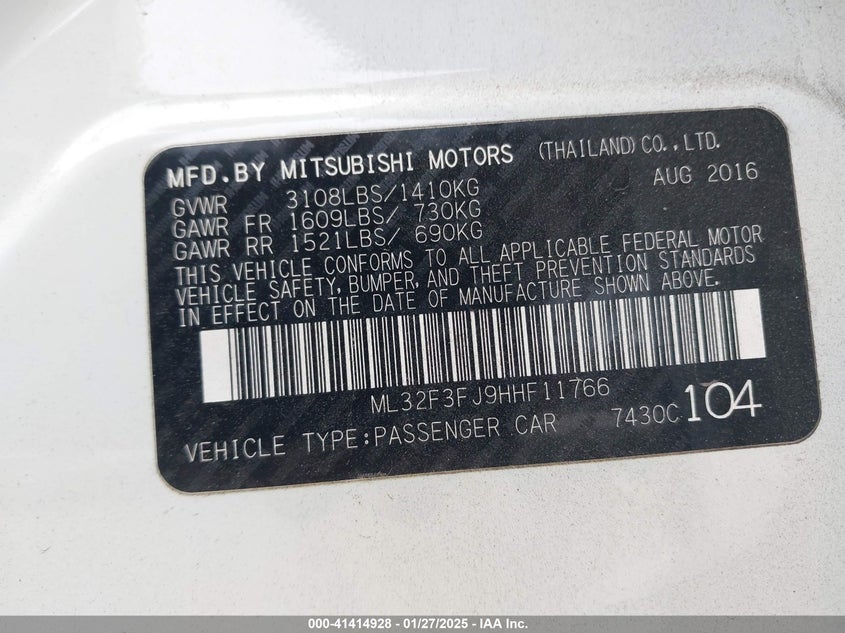 MFD.BY MITSUBISHI MOTORS (THAILAND) CO.,LTD.
GVWR 3108LBS/1410KG AUG 2016
GAWR FR 1609LBS/ 730KG
GAWR RR 1521LBS/ 690KG
THIS VEHICLE CONFORMS TO ALL APPLICABLE FEDERAL MOTOR
VEHICLE SAFETY, BUMPER, AND THEFT PREVENTION STANDARDS
IN EFFECT ON THE DATE OF MANUFACTURE SHOWN ABOVE.
ML32F3FJ9HHF11766
VEHICLE TYPE:PASSENGER CAR 7430C 104
000-41414928 - 01/27/2025 - IAA Inc.